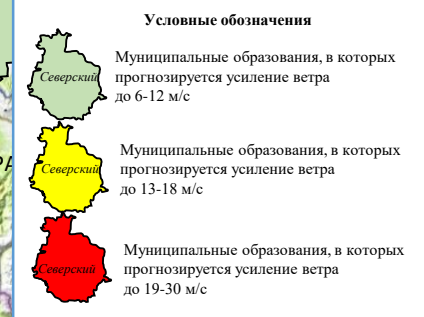 Условные обозначения
Северский
Муниципальные образования, в которых
прогнозируется усиление ветра
до 6-12 м/с
Северский
Муниципальные образования, в которых
прогнозируется усиление ветра
до 13-18 м/с
Северский
Муниципальные образования, в которых
прогнозируется усиление ветра
до 19-30 м/с